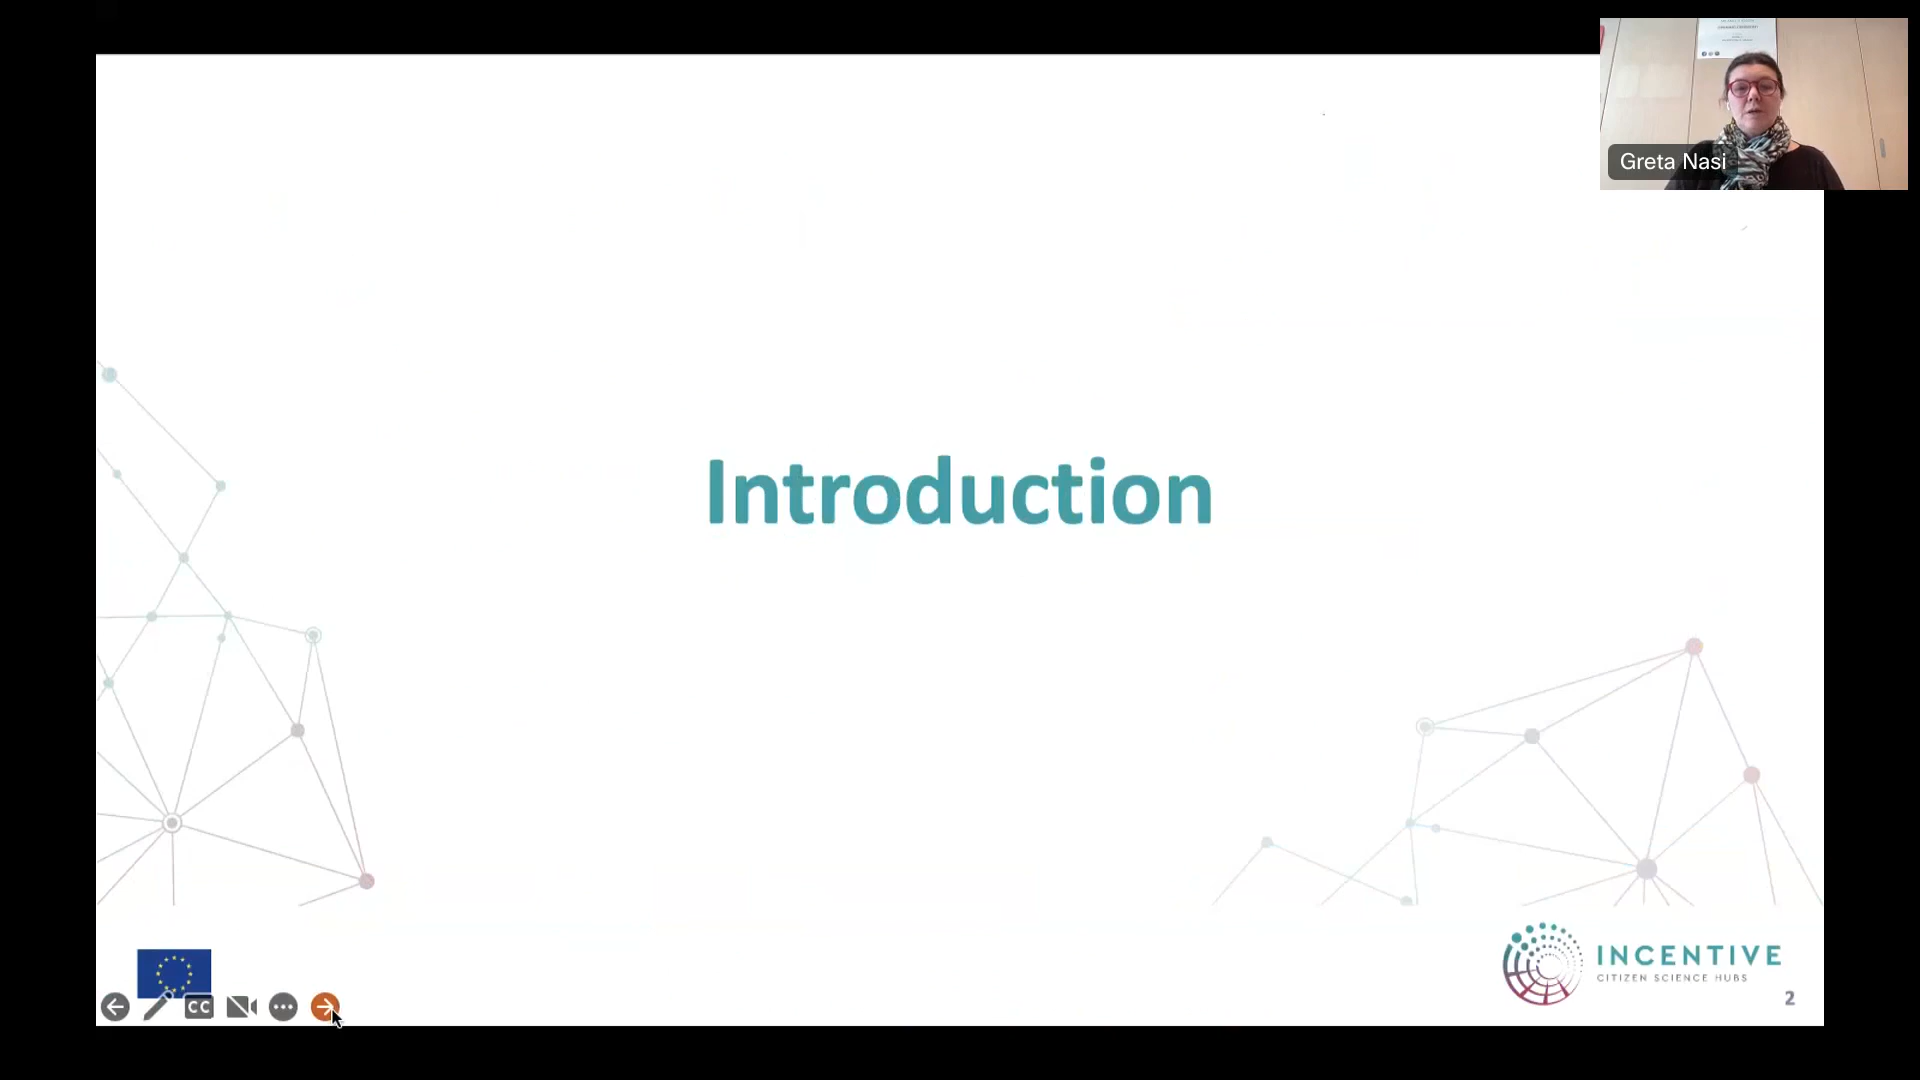 Greta Nasi
Introduction
INCENTIVE
CITIZEN SCIENCE HUBS
2
CC